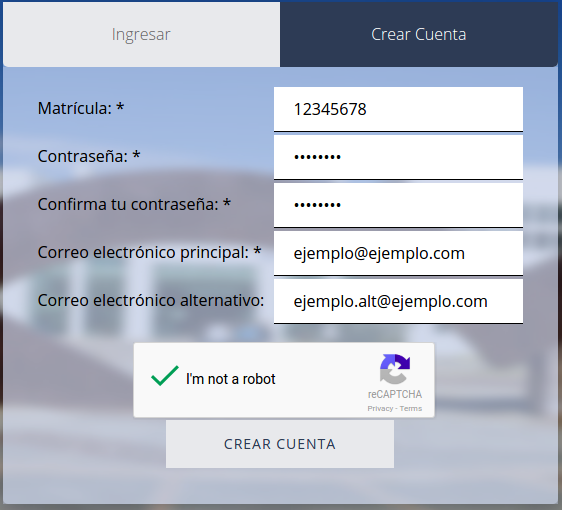 Ingresar Crear Cuenta
Matrícula: * 12345678
Contraseña: * ••••••••
Confirma tu contraseña: * ••••••••
Correo electrónico principal: * ejemplo@ejemplo.com
Correo electrónico alternativo: ejemplo.alt@ejemplo.com
I'm not a robot
reCAPTCHA
Privacy - Terms
CREAR CUENTA